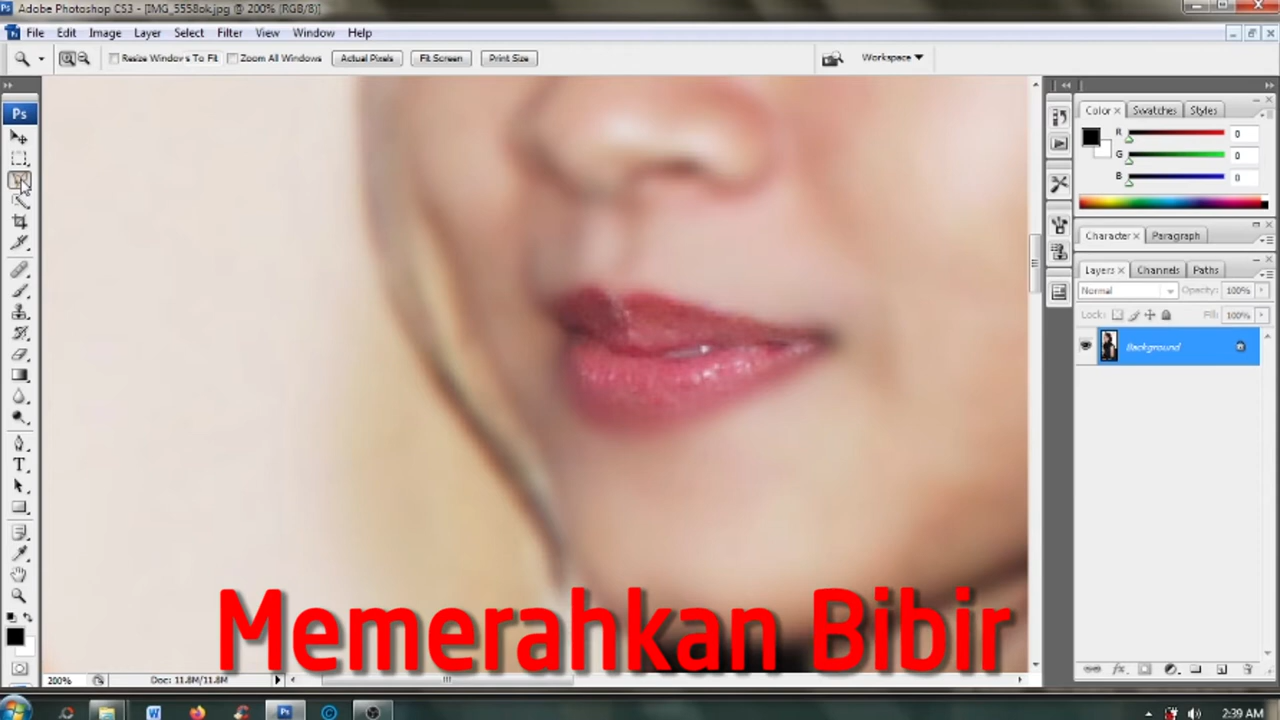 Adobe Photoshop CS3 - [IMG_5558ok.jpg @ 200% (RGB/8)]
Ps File Edit Image Layer Select Filter View Window Help
Resize Windows To Fit Zoom All Windows Actual Pixels Fit Screen Print Size Workspace
Ps
Color Swatches Styles
R 0
G 0
B 0
Character Paragraph
Layers Channels Paths
Normal Opacity: 100%
Lock: Fill: 100%
Background
T
Memerahkan Bibir
200% Doc: 11.8M/11.8M
W Ps
2:39 AM